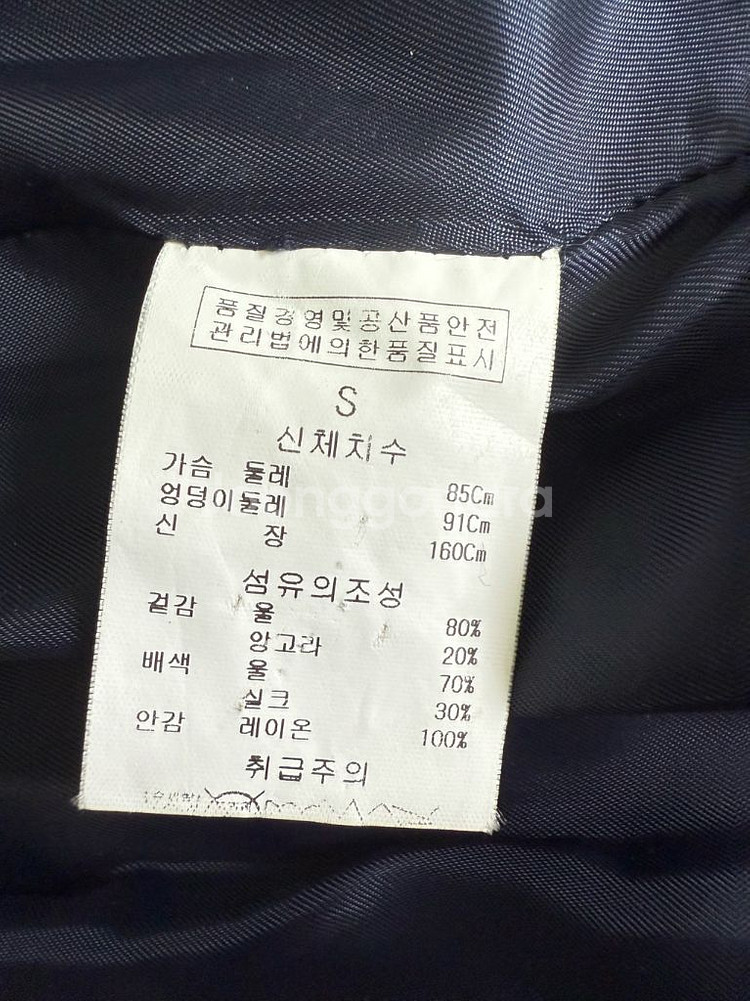 품질경영및공산품안전
관리법에의한품질표시
S
신체치수
가슴 둘레 85Cm
엉덩이둘레 91Cm
신 장 160Cm
섬유의조성
겉감 울 80%
앙고라 20%
배색 울 70%
실크 30%
안감 레이온 100%
취급주의